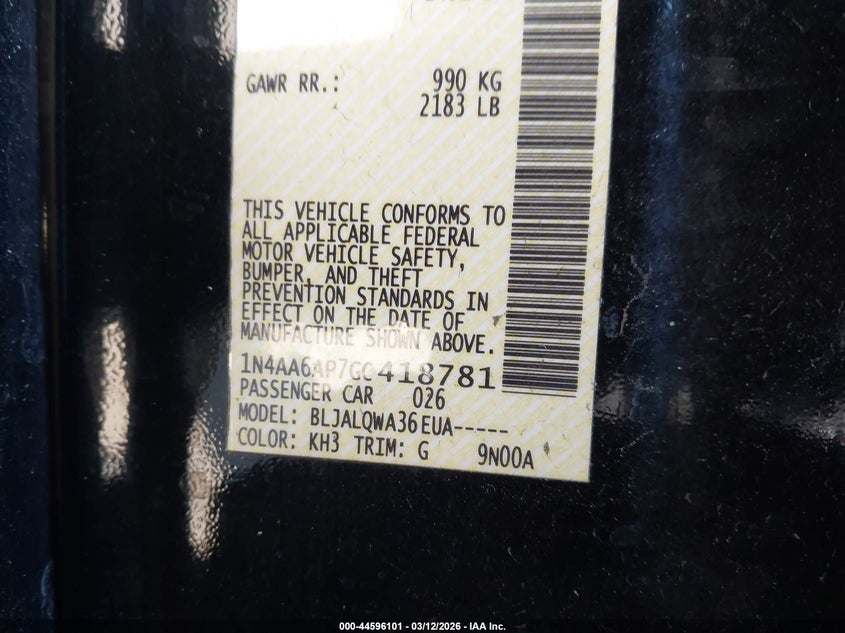 GAWR RR.: 990 KG
2183 LB
THIS VEHICLE CONFORMS TO
ALL APPLICABLE FEDERAL
MOTOR VEHICLE SAFETY,
BUMPER, AND THEFT
PREVENTION STANDARDS IN
EFFECT ON THE DATE OF
MANUFACTURE SHOWN ABOVE.
1N4AA6AP7GC418781
PASSENGER CAR 026
MODEL: BLJALQWA36EUA-----
COLOR: KH3 TRIM: G 9N00A
000-44596101 - 03/12/2026 - IAA Inc.